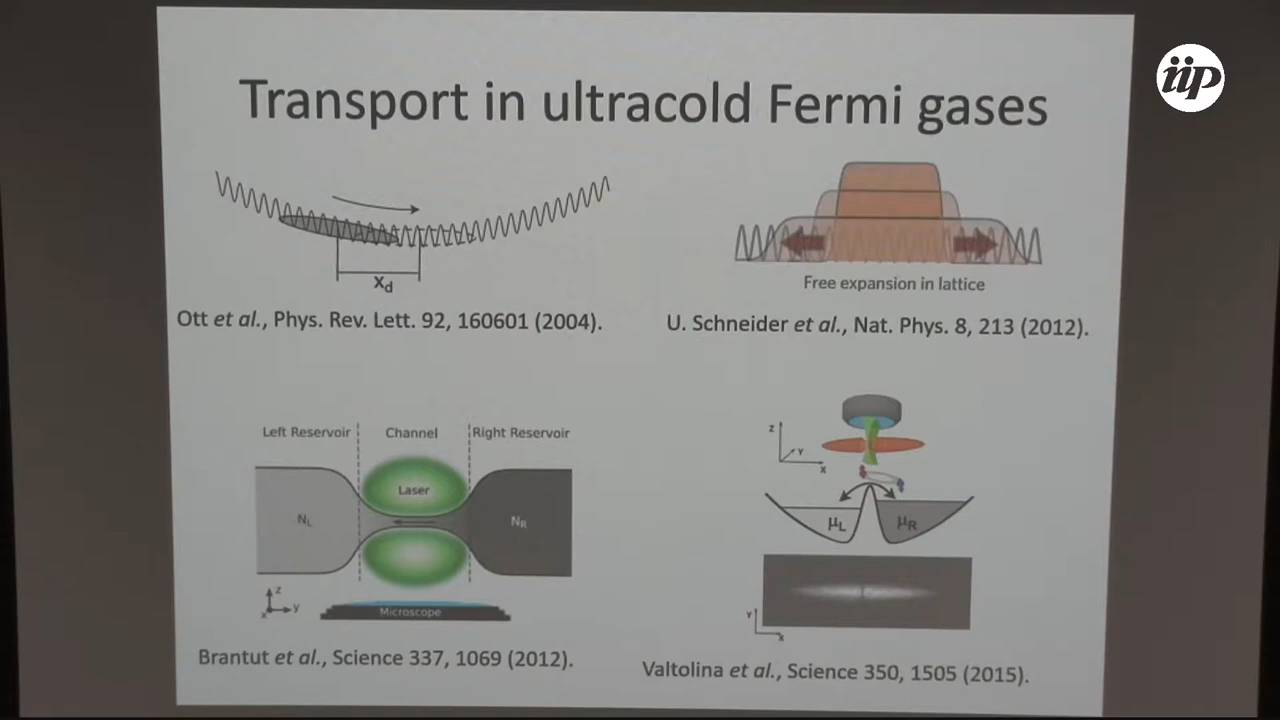 Transport in ultracold Fermi gases
iip
X_d
Free expansion in lattice
Ott et al., Phys. Rev. Lett. 92, 160601 (2004).
U. Schneider et al., Nat. Phys. 8, 213 (2012).
Left Reservoir
Channel
Right Reservoir
Laser
N_L
N_R
z
y
x
Microscope
z
Y
X
μ_L
μ_R
Y
X
Brantut et al., Science 337, 1069 (2012).
Valtolina et al., Science 350, 1505 (2015).